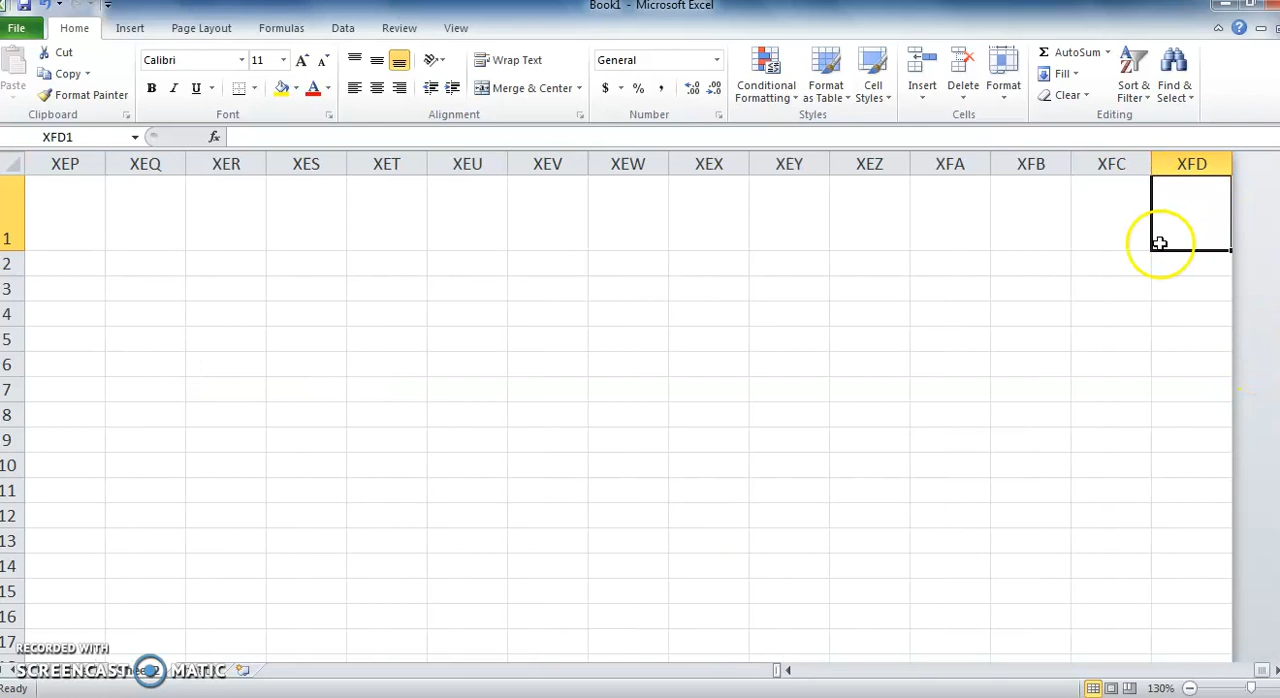 Book1 - Microsoft Excel
File Home Insert Page Layout Formulas Data Review View
Cut
Copy
Format Painter
Paste
Clipboard
Calibri 11
B I U
Font
Wrap Text
Merge & Center
Alignment
General
$ % ,
Number
Conditional Formatting
Format as Table
Cell Styles
Styles
Insert Delete Format
Cells
AutoSum
Fill
Clear
Sort & Filter
Find & Select
Editing
XFD1 fx
XEP XEQ XER XES XET XEU XEV XEW XEX XEY XEZ XFA XFB XFC XFD
1
2
3
4
5
6
7
8
9
10
11
12
13
14
15
16
17
RECORDED WITH
SCREENCAST MATIC
Ready 130%